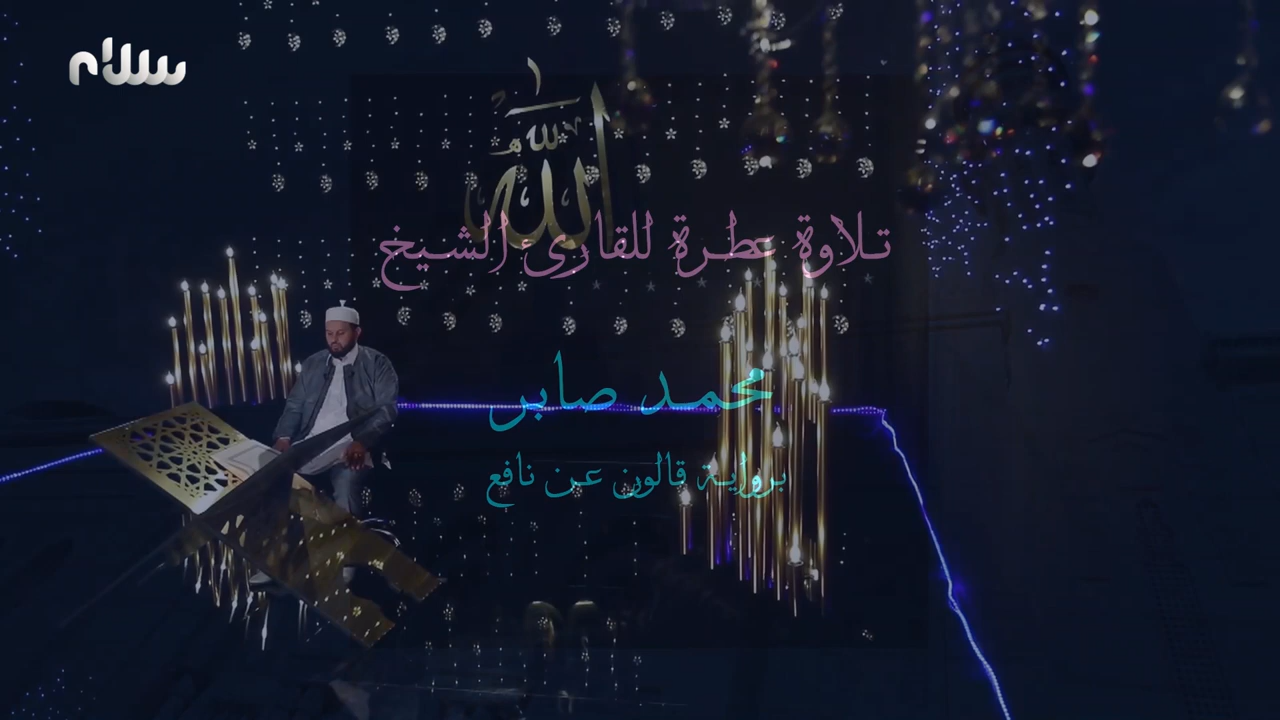 سلام
الله
تلاوة عطرة للقارئ الشيخ
محمد صابر
برواية قالون عن نافع